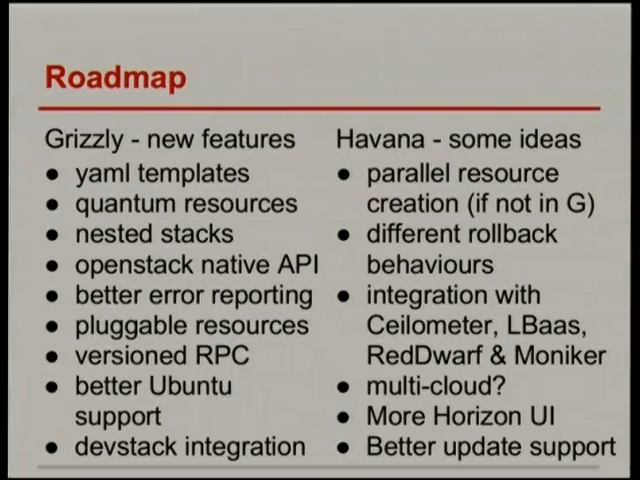 Roadmap
Grizzly - new features
● yaml templates
● quantum resources
● nested stacks
● openstack native API
● better error reporting
● pluggable resources
● versioned RPC
● better Ubuntu
support
● devstack integration
Havana - some ideas
● parallel resource
creation (if not in G)
● different rollback
behaviours
● integration with
Ceilometer, LBaas,
RedDwarf & Moniker
● multi-cloud?
● More Horizon UI
● Better update support